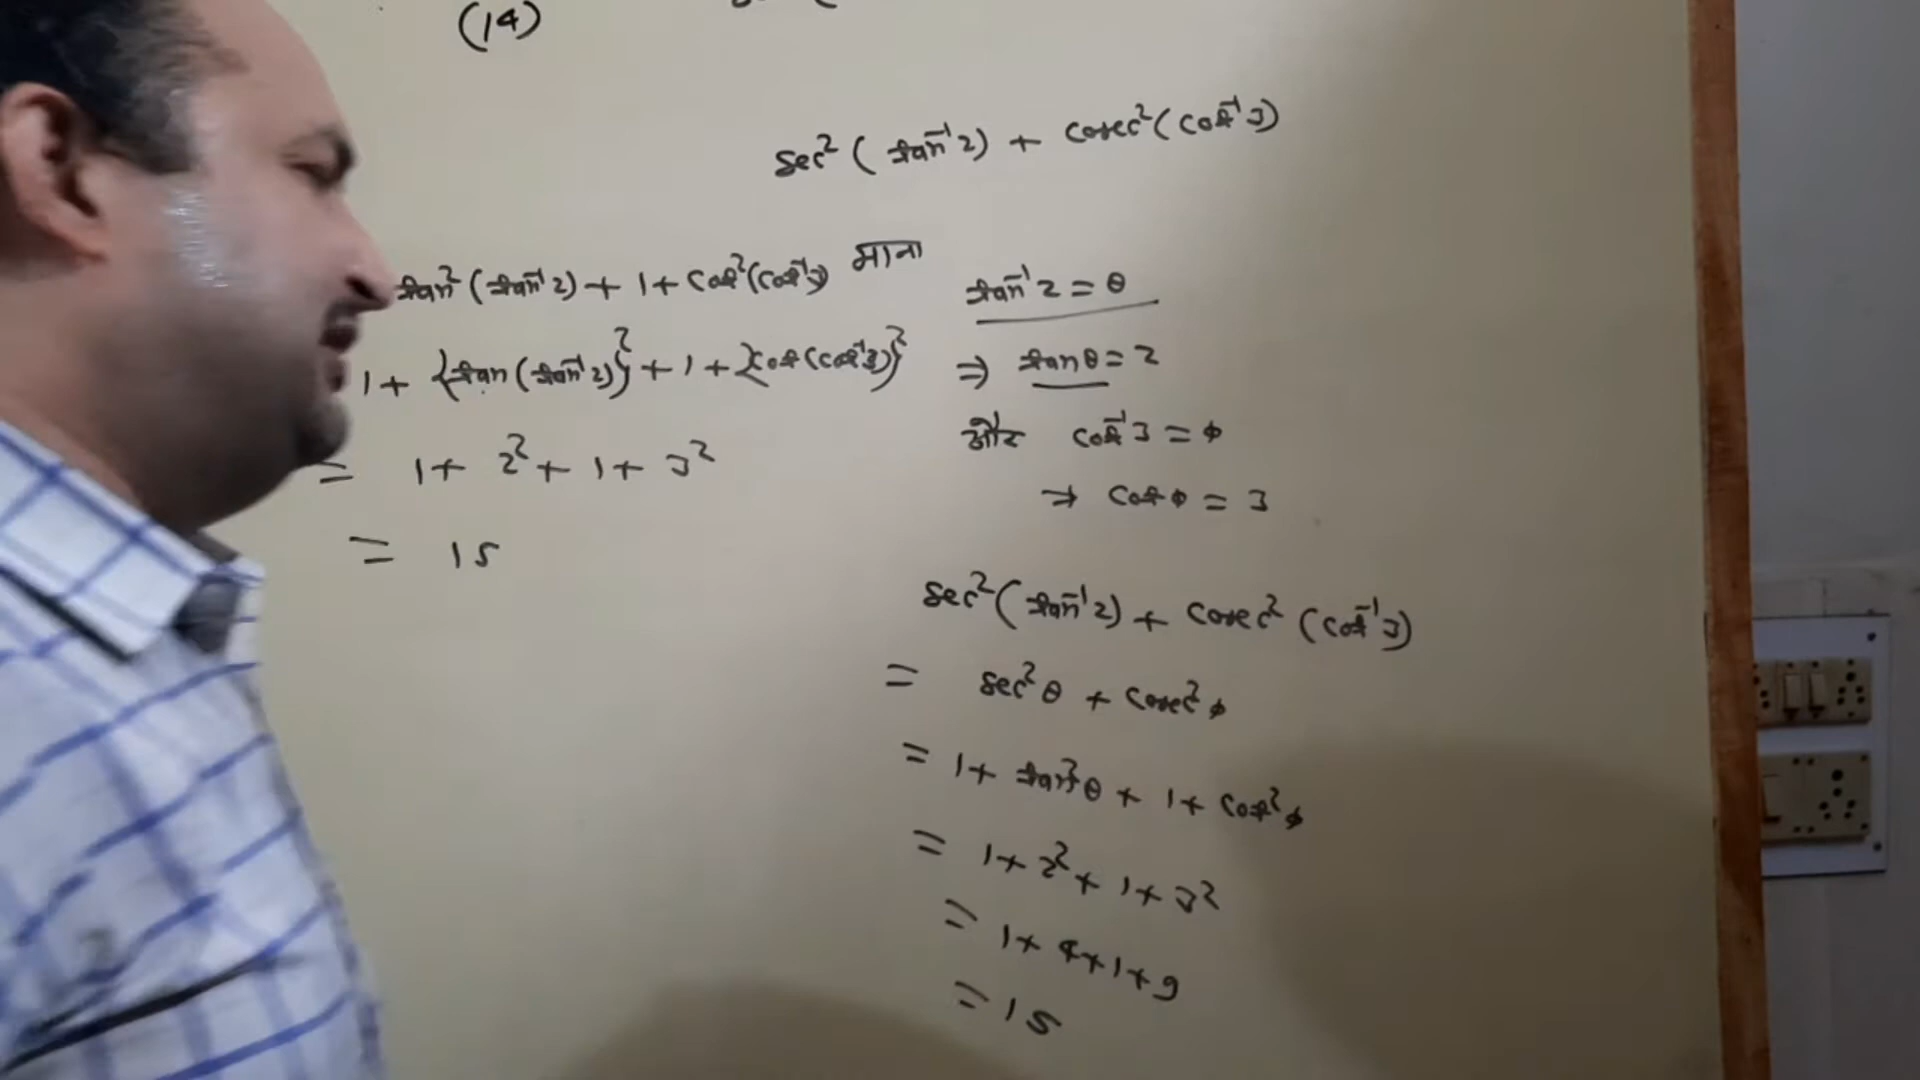 (14)
sec² (tan⁻¹2) + cosec² (cot⁻¹3)
tan² (tan⁻¹2) + 1 + cot² (cot⁻¹3)
1 + {tan (tan⁻¹2)}² + 1 + {cot (cot⁻¹3)}²
= 1 + 2² + 1 + 3²
= 15
माना tan⁻¹2 = θ
⇒ tanθ = 2
और cot⁻¹3 = φ
⇒ cotφ = 3
sec² (tan⁻¹2) + cosec² (cot⁻¹3)
= sec²θ + cosec²φ
= 1 + tan²θ + 1 + cot²φ
= 1 + 2² + 1 + 3²
= 1 + 4 + 1 + 9
= 15